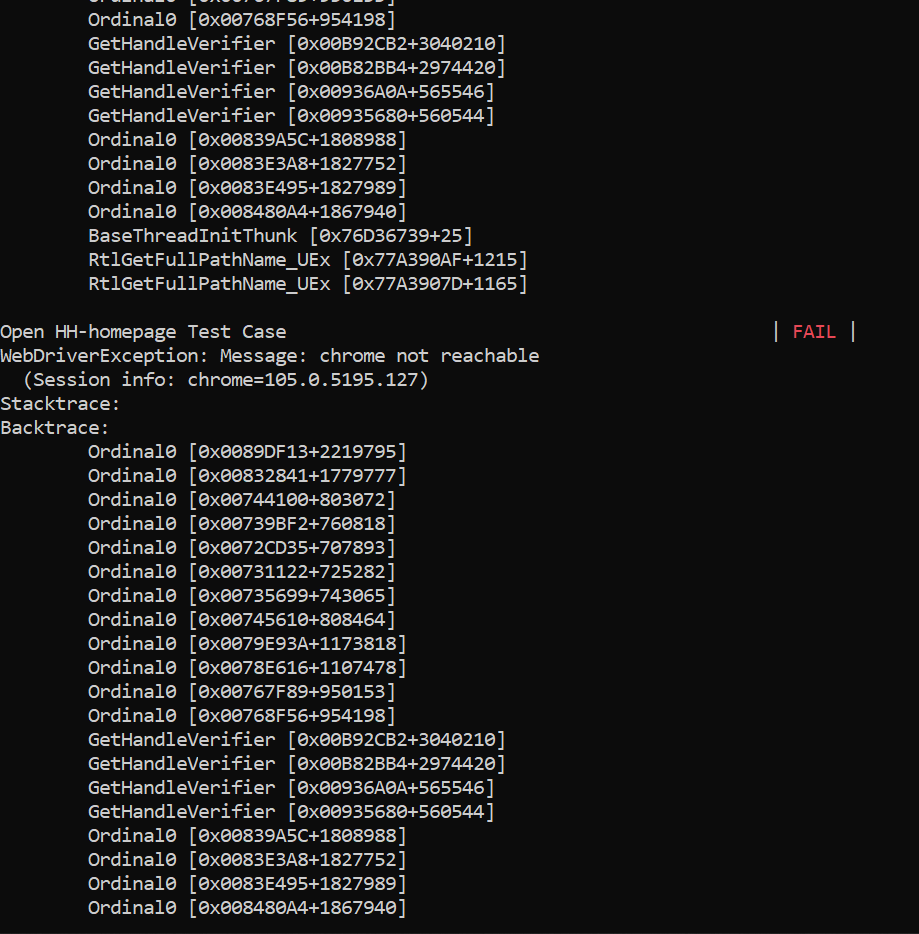 Ordinal0 [0x00768F56+954198]
GetHandleVerifier [0x00B92CB2+3040210]
GetHandleVerifier [0x00B82BB4+2974420]
GetHandleVerifier [0x00936A0A+565546]
GetHandleVerifier [0x00935680+560544]
Ordinal0 [0x00839A5C+1808988]
Ordinal0 [0x0083E3A8+1827752]
Ordinal0 [0x0083E495+1827989]
Ordinal0 [0x008480A4+1867940]
BaseThreadInitThunk [0x76D36739+25]
RtlGetFullPathName_UEx [0x77A390AF+1215]
RtlGetFullPathName_UEx [0x77A3907D+1165]
Open HH-homepage Test Case | FAIL |
WebDriverException: Message: chrome not reachable
(Session info: chrome=105.0.5195.127)
Stacktrace:
Backtrace:
Ordinal0 [0x0089DF13+2219795]
Ordinal0 [0x00832841+1779777]
Ordinal0 [0x00744100+803072]
Ordinal0 [0x00739BF2+760818]
Ordinal0 [0x0072CD35+707893]
Ordinal0 [0x00731122+725282]
Ordinal0 [0x00735699+743065]
Ordinal0 [0x00745610+808464]
Ordinal0 [0x0079E93A+1173818]
Ordinal0 [0x0078E616+1107478]
Ordinal0 [0x00767F89+950153]
Ordinal0 [0x00768F56+954198]
GetHandleVerifier [0x00B92CB2+3040210]
GetHandleVerifier [0x00B82BB4+2974420]
GetHandleVerifier [0x00936A0A+565546]
GetHandleVerifier [0x00935680+560544]
Ordinal0 [0x00839A5C+1808988]
Ordinal0 [0x0083E3A8+1827752]
Ordinal0 [0x0083E495+1827989]
Ordinal0 [0x008480A4+1867940]